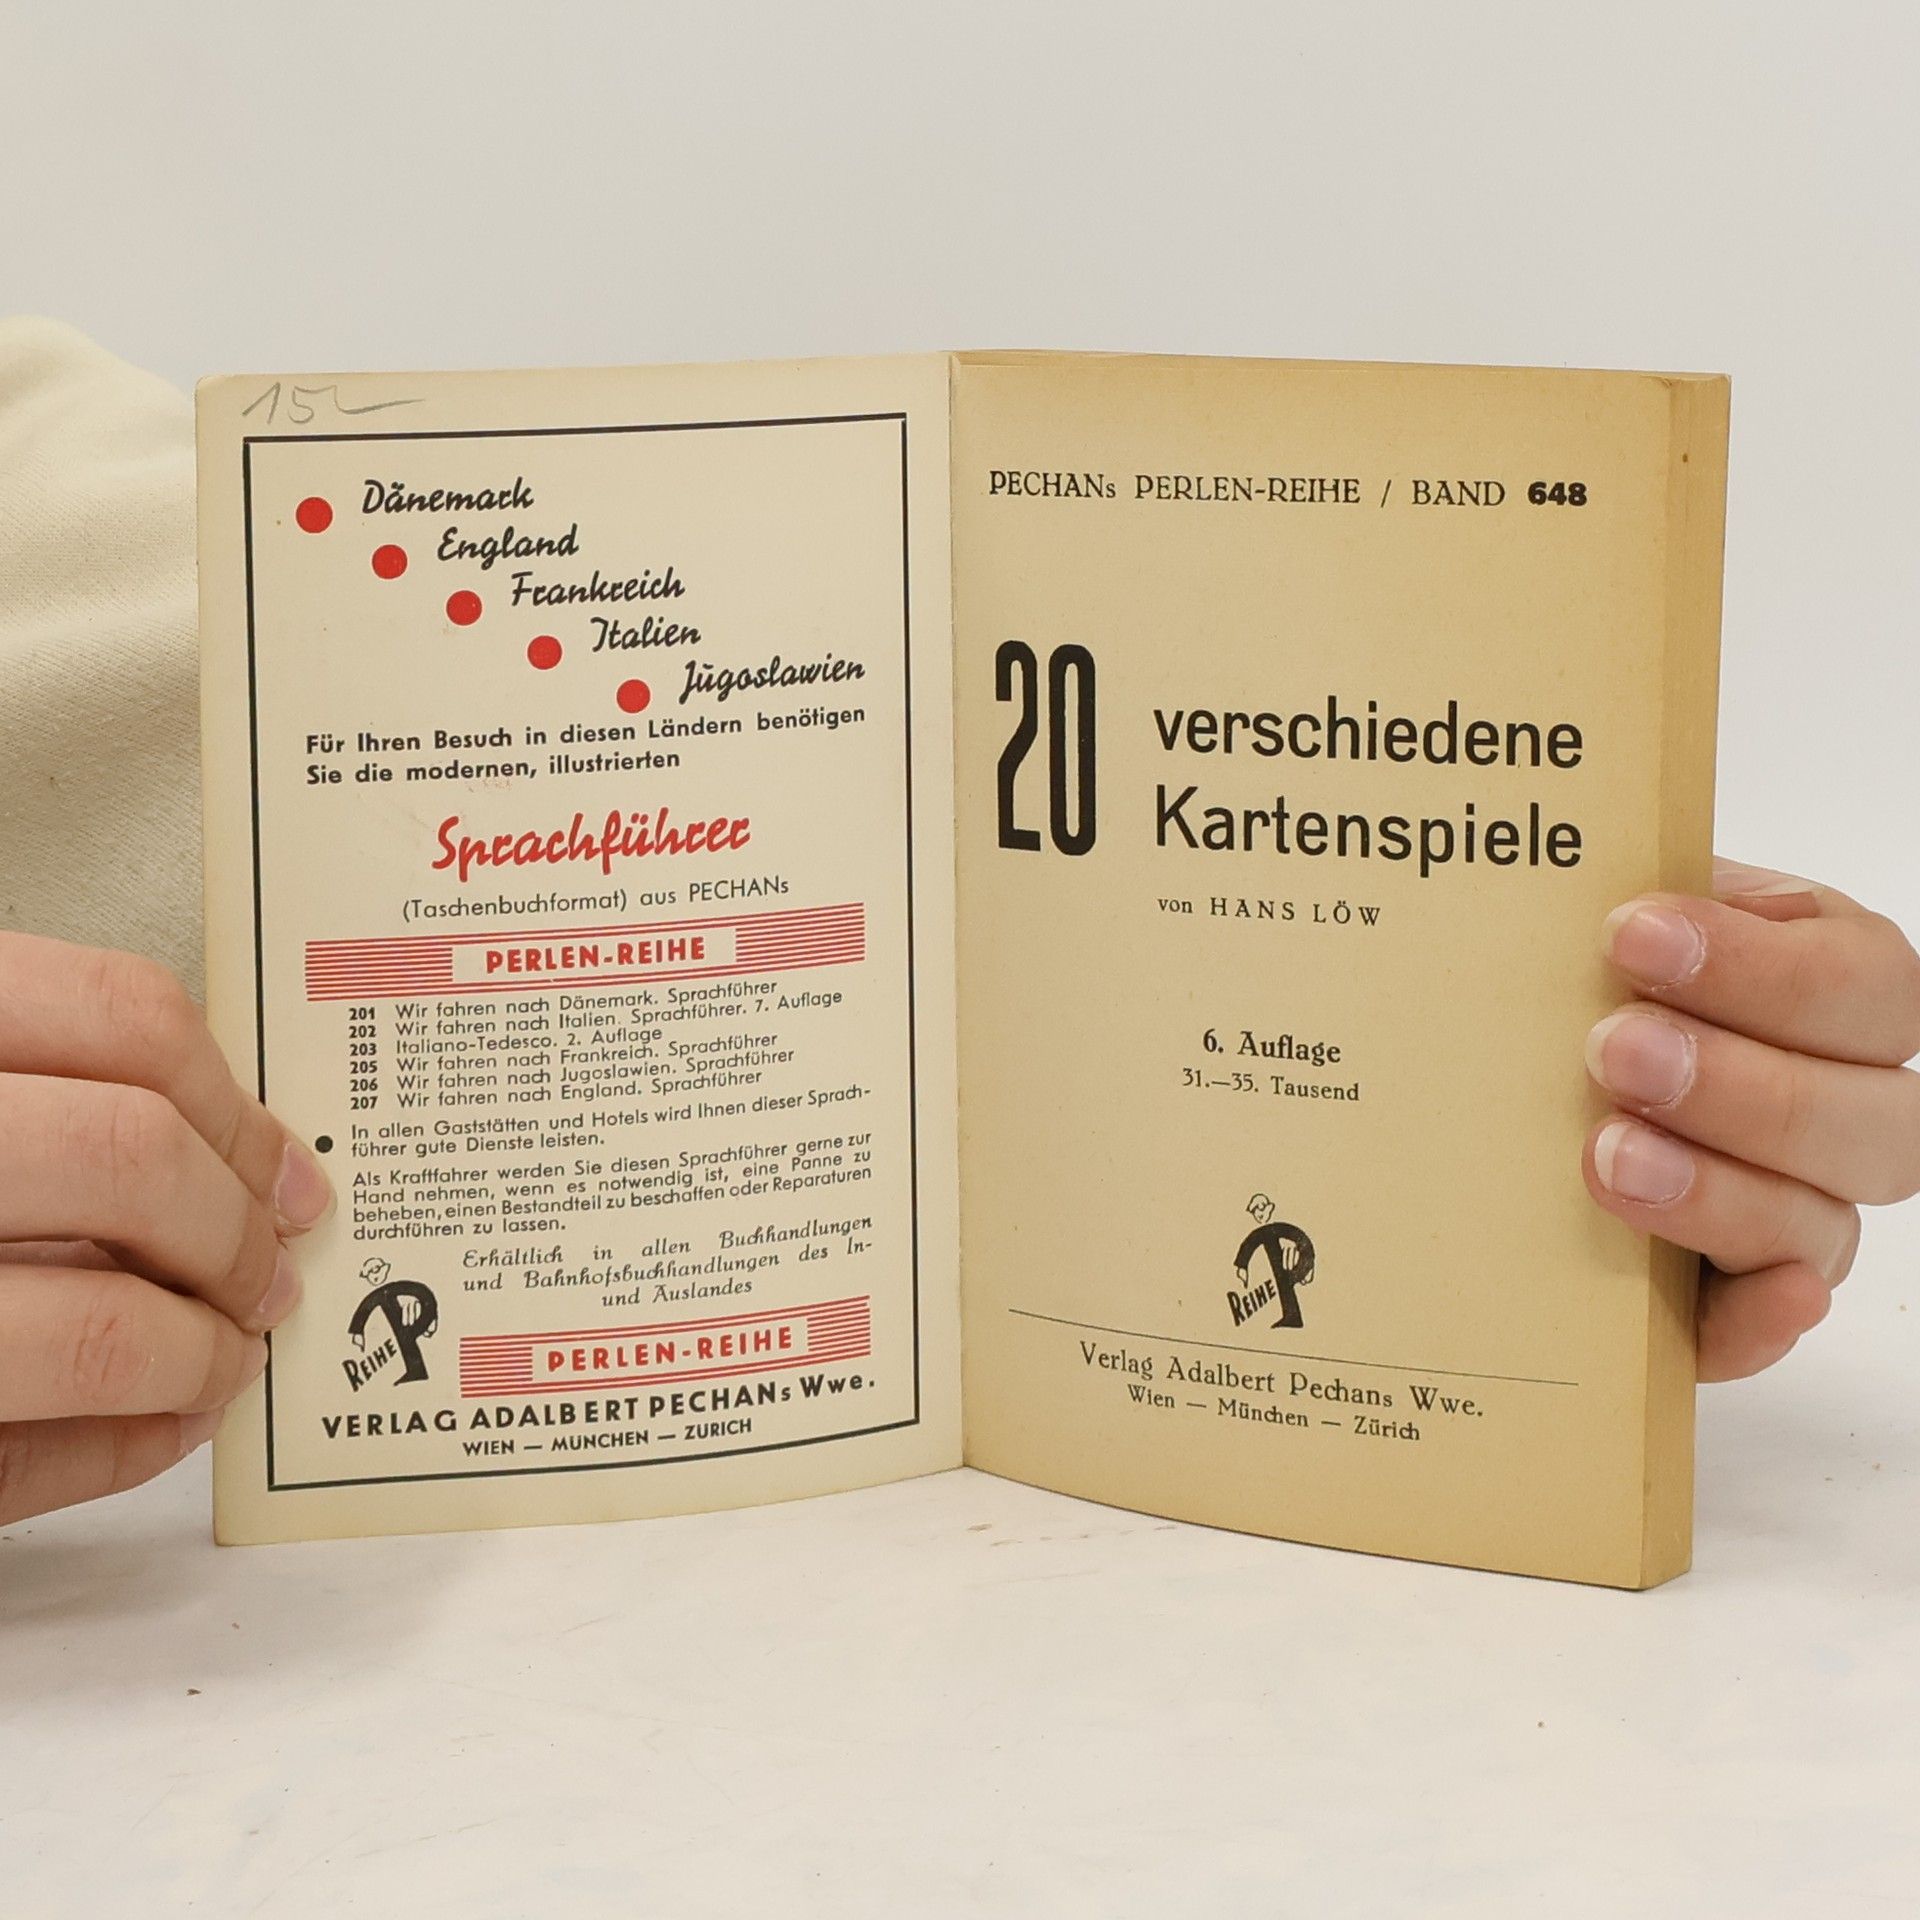 15
Dänemark
England
Frankreich
Italien
Jugoslawien
Für Ihren Besuch in diesen Ländern benötigen
Sie die modernen, illustrierten
Sprachführer
(Taschenbuchformat) aus PECHANs
PERLEN-REIHE
201 Wir fahren nach Dänemark. Sprachführer
202 Wir fahren nach Italien. Sprachführer. 7. Auflage
203 Italiano-Tedesco. 2. Auflage
205 Wir fahren nach Frankreich. Sprachführer
206 Wir fahren nach Jugoslawien. Sprachführer
207 Wir fahren nach England. Sprachführer
In allen Gaststätten und Hotels wird Ihnen dieser Sprach-
führer gute Dienste leisten.
Als Kraftfahrer werden Sie diesen Sprachführer gerne zur
Hand nehmen, wenn es notwendig ist, eine Panne zu
beheben, einen Bestandteil zu beschaffen oder Reparaturen
durchführen zu lassen.
Erhältlich in allen Buchhandlungen
und Bahnhofsbuchhandlungen des In-
und Auslandes
P REIHE
PERLEN-REIHE
VERLAG ADALBERT PECHANs Wwe.
WIEN — MÜNCHEN — ZÜRICH
PECHANs PERLEN-REIHE / BAND 648
20 verschiedene
Kartenspiele
von HANS LÖW
6. Auflage
31.—35. Tausend
P REIHE
Verlag Adalbert Pechans Wwe.
Wien — München — Zürich